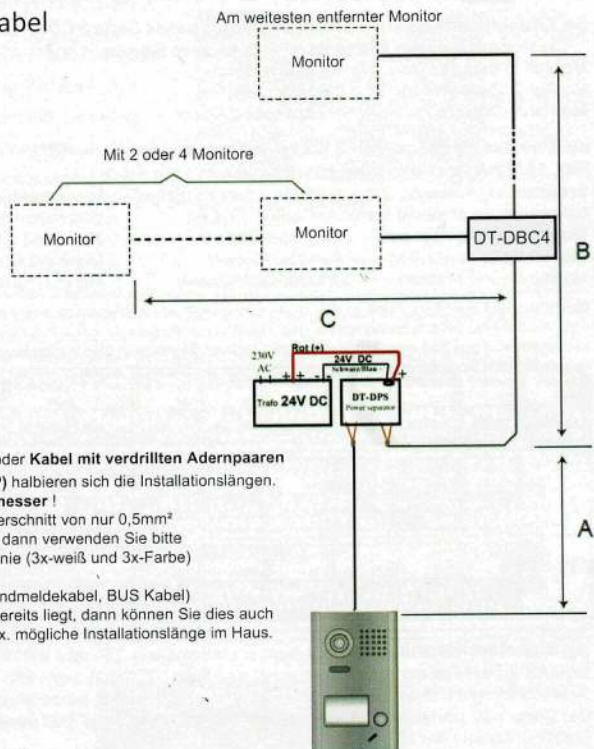 abel
Am weitesten entfernter Monitor
Monitor
Mit 2 oder 4 Monitore
Monitor
Monitor
DT-DBC4
B
C
230V
AC
Rot (+)
24V DC
Schwarz/Blau -
+ + - -
+
Trafo 24V DC
DT-DPS
Power separator
der Kabel mit verdrillten Adernpaaren
) halbieren sich die Installationslängen.
nesser !
erschnitt von nur 0,5mm²
dann verwenden Sie bitte
nie (3x-weiß und 3x-Farbe)
A
ndmeldekabel, BUS Kabel)
ereits liegt, dann können Sie dies auch
x. mögliche Installationslänge im Haus.